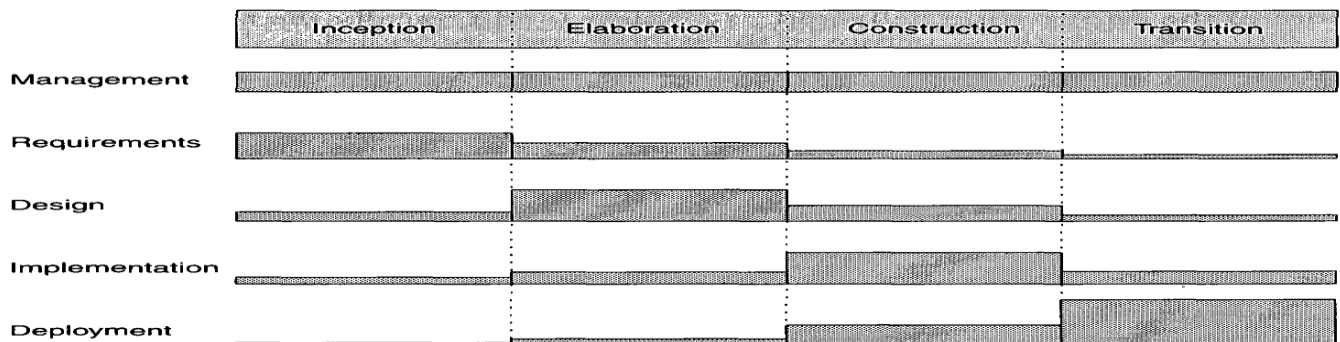 Inception Elaboration Construction Transition
Management
Requirements
Design
Implementation
Deployment